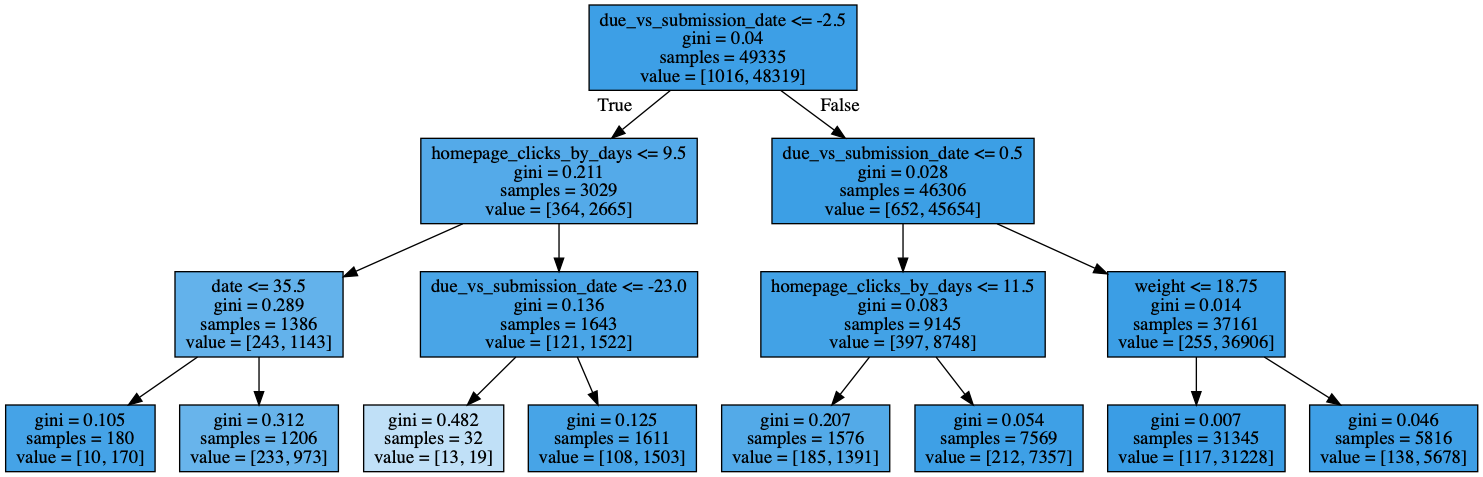 due_vs_submission_date <= -2.5
gini = 0.04
samples = 49335
value = [1016, 48319]
True
False
homepage_clicks_by_days <= 9.5
gini = 0.211
samples = 3029
value = [364, 2665]
due_vs_submission_date <= 0.5
gini = 0.028
samples = 46306
value = [652, 45654]
date <= 35.5
gini = 0.289
samples = 1386
value = [243, 1143]
due_vs_submission_date <= -23.0
gini = 0.136
samples = 1643
value = [121, 1522]
homepage_clicks_by_days <= 11.5
gini = 0.083
samples = 9145
value = [397, 8748]
weight <= 18.75
gini = 0.014
samples = 37161
value = [255, 36906]
gini = 0.105
samples = 180
value = [10, 170]
gini = 0.312
samples = 1206
value = [233, 973]
gini = 0.482
samples = 32
value = [13, 19]
gini = 0.125
samples = 1611
value = [108, 1503]
gini = 0.207
samples = 1576
value = [185, 1391]
gini = 0.054
samples = 7569
value = [212, 7357]
gini = 0.007
samples = 31345
value = [117, 31228]
gini = 0.046
samples = 5816
value = [138, 5678]